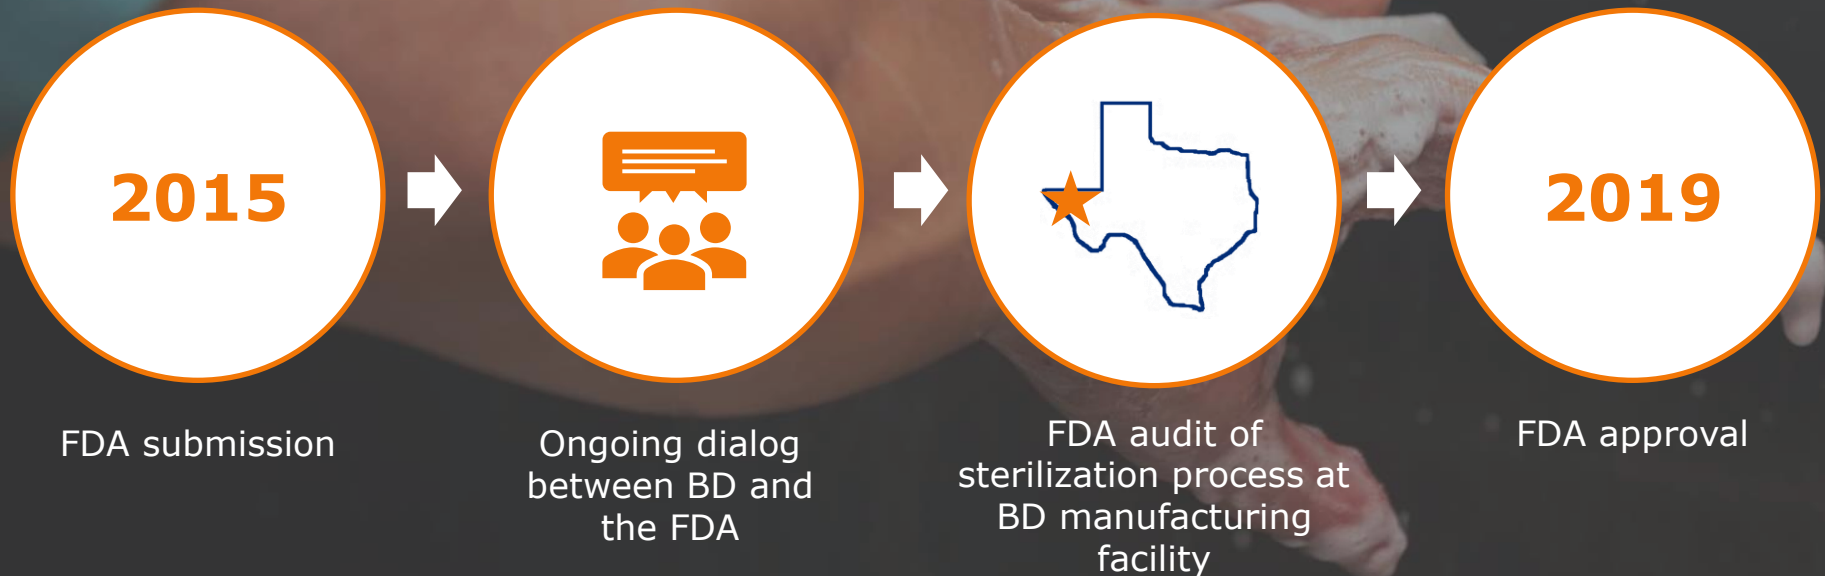 2015
FDA submission
Ongoing dialog
between BD and
the FDA
FDA audit of
sterilization process at
BD manufacturing
facility
2019
FDA approval